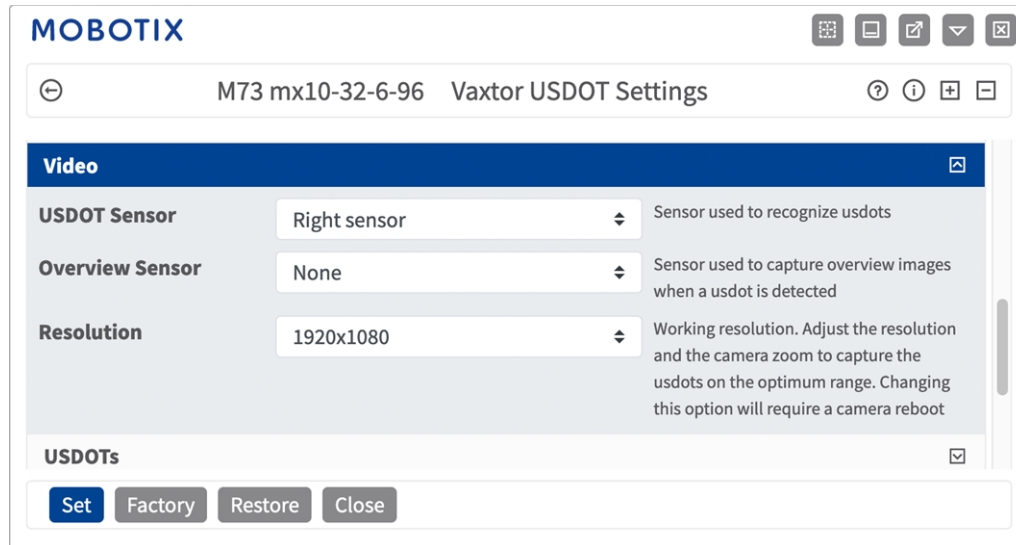 MOBOTIX
M73 mx10-32-6-96 Vaxtor USDOT Settings
Video
USDOT Sensor
Right sensor
Sensor used to recognize usdots
Overview Sensor
None
Sensor used to capture overview images
when a usdot is detected
Resolution
1920x1080
Working resolution. Adjust the resolution
and the camera zoom to capture the
usdots on the optimum range. Changing
this option will require a camera reboot
USDOTs
Set
Factory
Restore
Close